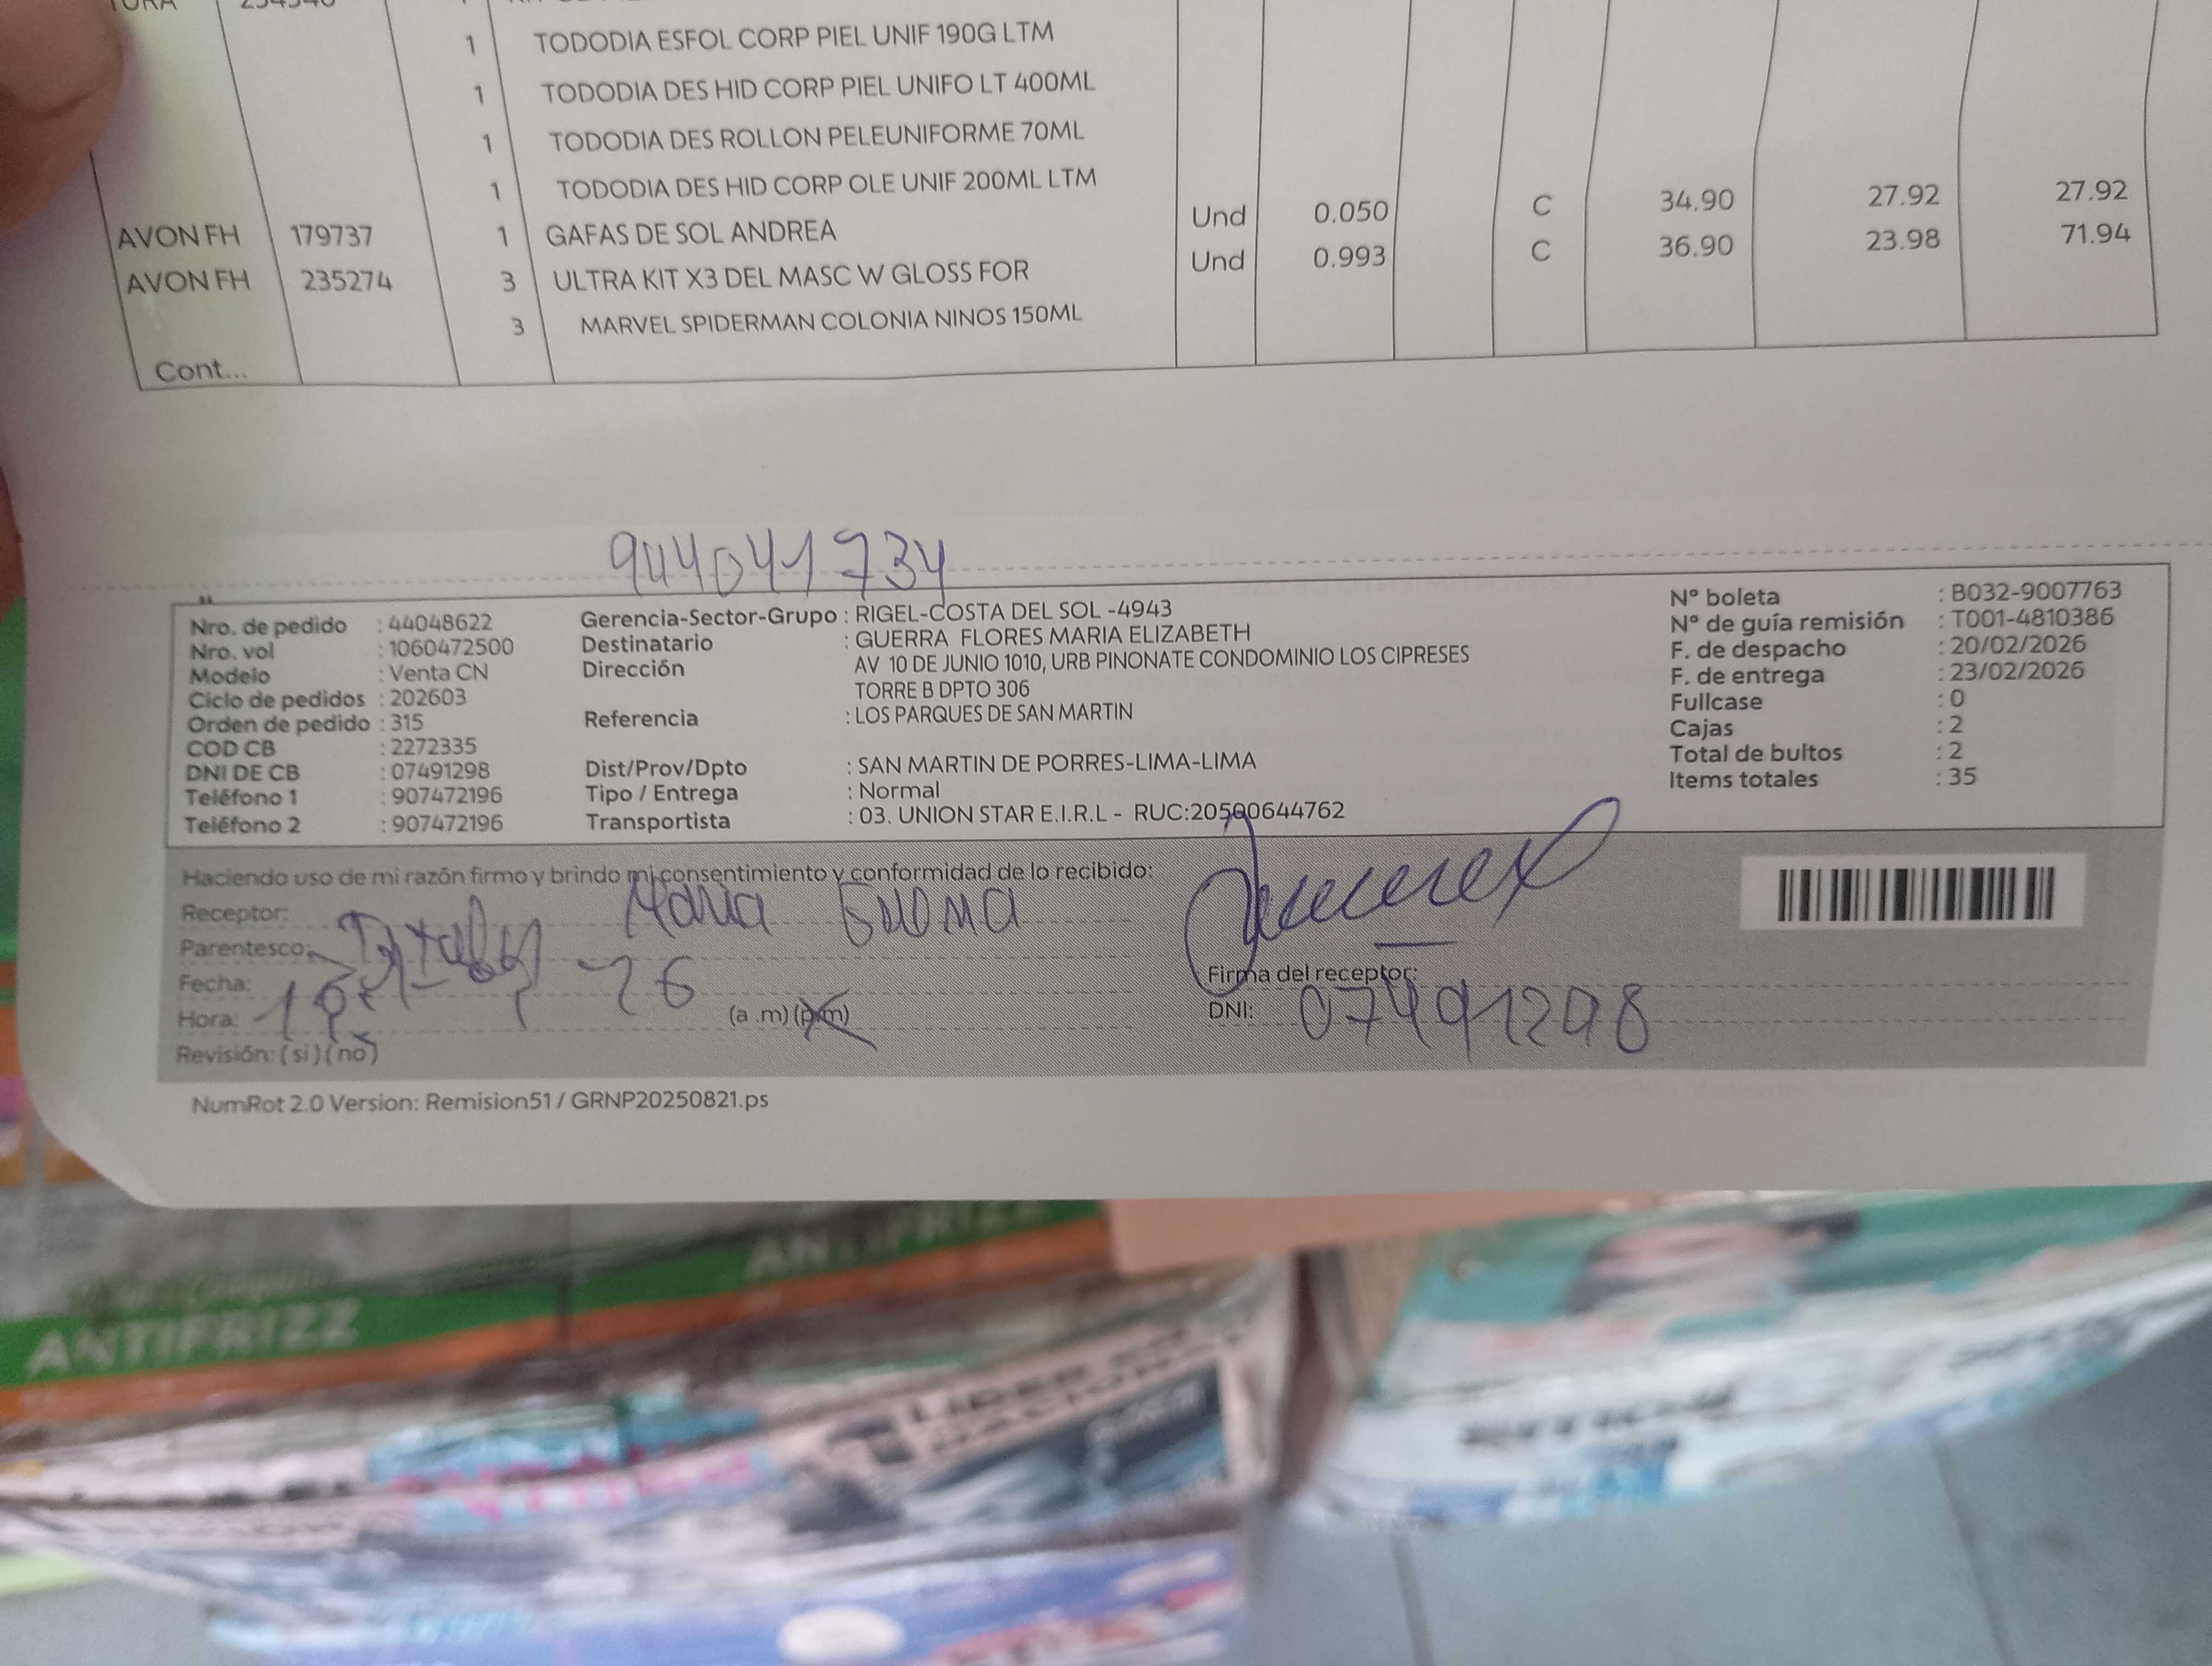 1 TODODIA ESFOL CORP PIEL UNIF 190G LTM
1 TODODIA DES HID CORP PIEL UNIFO LT 400ML
1 TODODIA DES ROLLON PELEUNIFORME 70ML
1 TODODIA DES HID CORP OLE UNIF 200ML LTM
AVON FH 179737 1 GAFAS DE SOL ANDREA Und 0.050 C 34.90 27.92 27.92
AVON FH 235274 3 ULTRA KIT X3 DEL MASC W GLOSS FOR Und 0.993 C 36.90 23.98 71.94
3 MARVEL SPIDERMAN COLONIA NINOS 150ML
Cont...
944041734
Nro. de pedido : 44048622
Nro. vol : 1060472500
Modelo : Venta CN
Ciclo de pedidos : 202603
Orden de pedido : 315
COD CB : 2272335
DNI DE CB : 07491298
Teléfono 1 : 907472196
Teléfono 2 : 907472196
Gerencia-Sector-Grupo : RIGEL-COSTA DEL SOL -4943
Destinatario : GUERRA FLORES MARIA ELIZABETH
Dirección AV 10 DE JUNIO 1010, URB PINONATE CONDOMINIO LOS CIPRESES
TORRE B DPTO 306
Referencia : LOS PARQUES DE SAN MARTIN
Dist/Prov/Dpto : SAN MARTIN DE PORRES-LIMA-LIMA
Tipo / Entrega : Normal
Transportista : 03. UNION STAR E.I.R.L - RUC:20500644762
N° boleta : B032-9007763
N° de guía remisión : T001-4810386
F. de despacho : 20/02/2026
F. de entrega : 23/02/2026
Fullcase : 0
Cajas : 2
Total de bultos : 2
Items totales : 35
Haciendo uso de mi razón firmo y brindo mi consentimiento y conformidad de lo recibido:
Receptor: Maria
Parentesco:
Fecha: 26
Hora: (a .m) (p.m)
Revisión: (si) (no)
Firma del receptor:
DNI: 07491298
NumRot 2.0 Version: Remision51 / GRNP20250821.ps
ANTIFRIZZ
ANTIFRIZZ